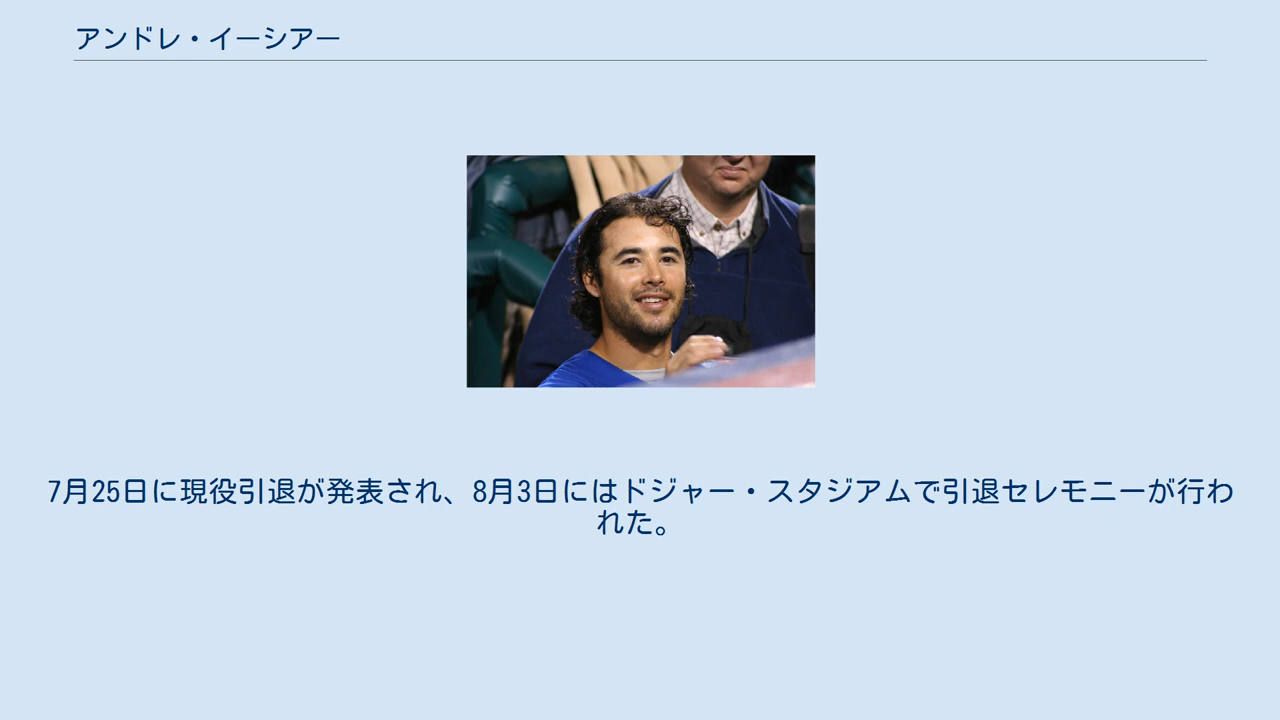 アンドレ・イーシアー
7月25日に現役引退が発表され、8月3日にはドジャー・スタジアムで引退セレモニーが行わ
れた。